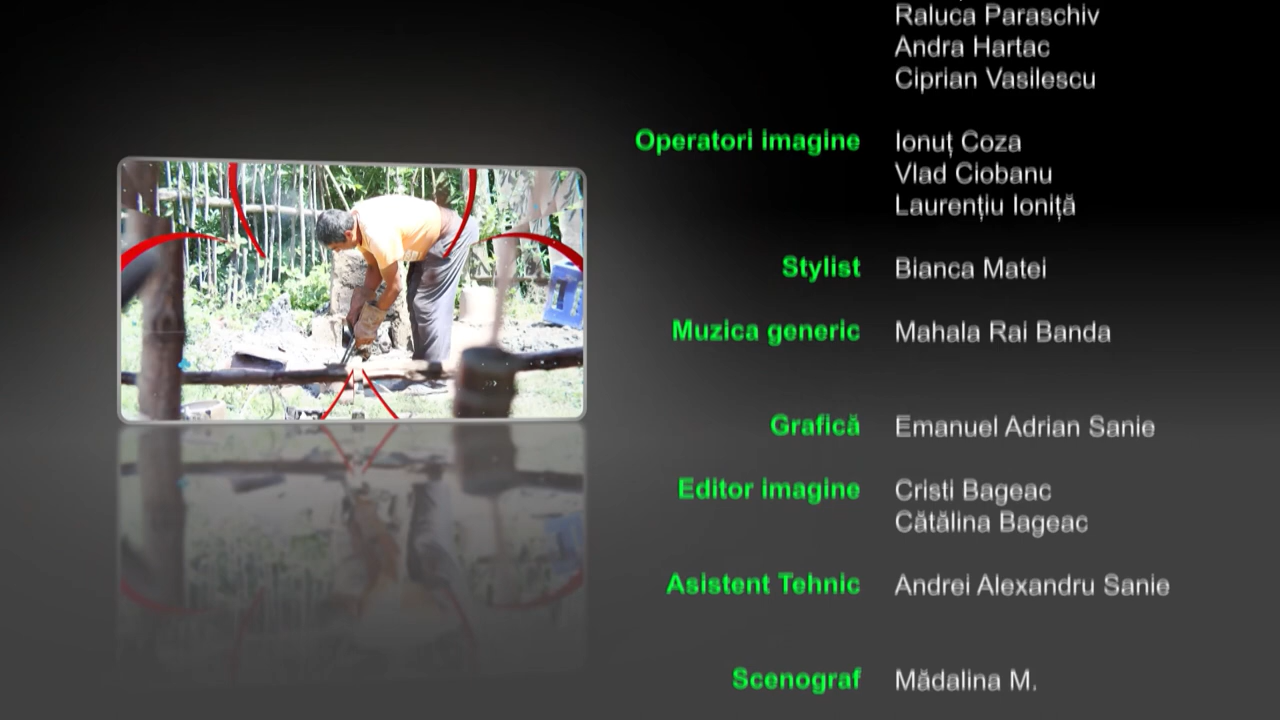 Raluca Paraschiv
Andra Hartac
Ciprian Vasilescu
Operatori imagine Ionuț Coza
Vlad Ciobanu
Laurențiu Ioniță
Stylist Bianca Matei
Muzica generic Mahala Rai Banda
Grafică Emanuel Adrian Sanie
Editor imagine Cristi Bageac
Cătălina Bageac
Asistent Tehnic Andrei Alexandru Sanie
Scenograf Mădalina M.